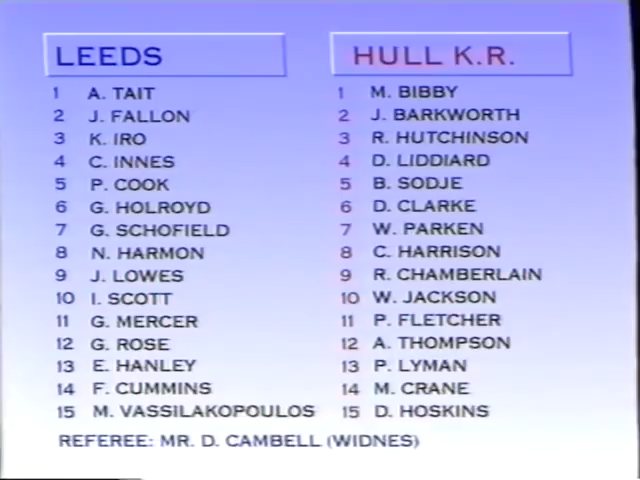 LEEDS
1 A. TAIT
2 J. FALLON
3 K. IRO
4 C. INNES
5 P. COOK
6 G. HOLROYD
7 G. SCHOFIELD
8 N. HARMON
9 J. LOWES
10 I. SCOTT
11 G. MERCER
12 G. ROSE
13 E. HANLEY
14 F. CUMMINS
15 M. VASSILAKOPOULOS
HULL K.R.
1 M. BIBBY
2 J. BARKWORTH
3 R. HUTCHINSON
4 D. LIDDIARD
5 B. SODJE
6 D. CLARKE
7 W. PARKEN
8 C. HARRISON
9 R. CHAMBERLAIN
10 W. JACKSON
11 P. FLETCHER
12 A. THOMPSON
13 P. LYMAN
14 M. CRANE
15 D. HOSKINS
REFEREE: MR. D. CAMBELL (WIDNES)